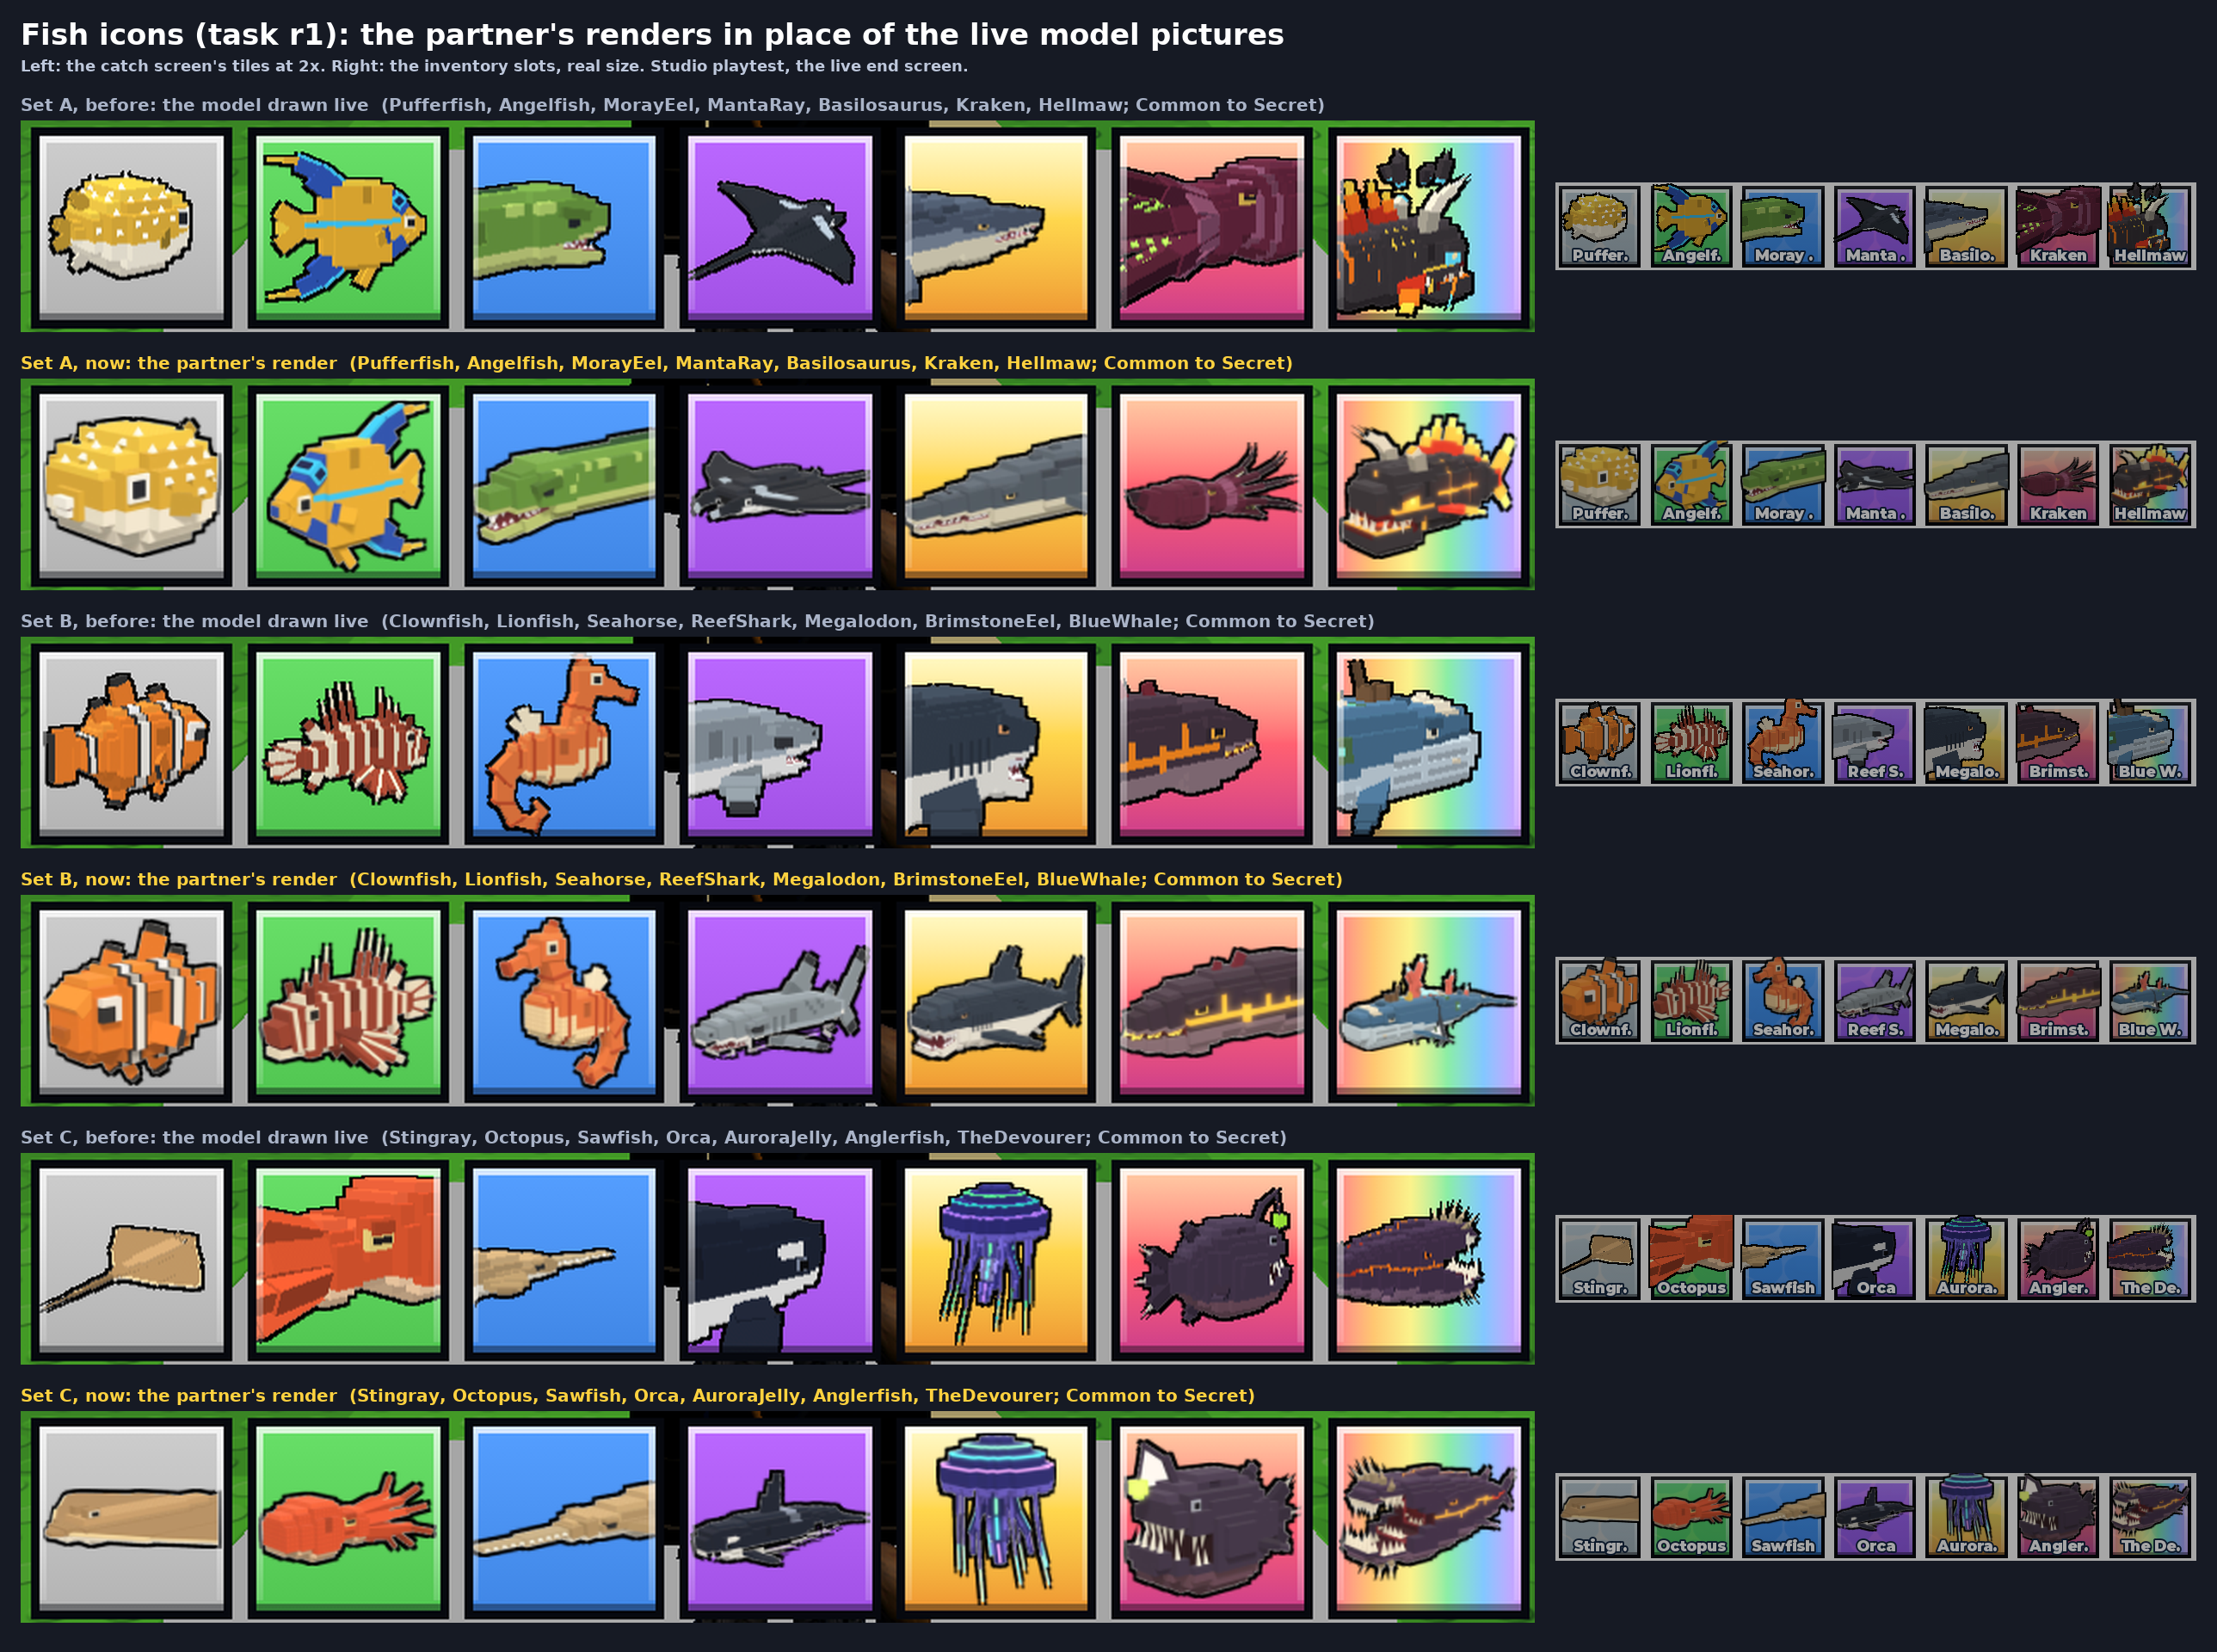 Fish icons (task r1): the partner's renders in place of the live model pictures
Left: the catch screen's tiles at 2x. Right: the inventory slots, real size. Studio playtest, the live end screen.
Set A, before: the model drawn live (Pufferfish, Angelfish, MorayEel, MantaRay, Basilosaurus, Kraken, Hellmaw; Common to Secret)
Puffer. Angelf. Moray . Manta . Basilo. Kraken Hellmaw
Set A, now: the partner's render (Pufferfish, Angelfish, MorayEel, MantaRay, Basilosaurus, Kraken, Hellmaw; Common to Secret)
Puffer. Angelf. Moray . Manta . Basilo. Kraken Hellmaw
Set B, before: the model drawn live (Clownfish, Lionfish, Seahorse, ReefShark, Megalodon, BrimstoneEel, BlueWhale; Common to Secret)
Clownf. Lionfi. Seahor. Reef S. Megalo. Brimst. Blue W.
Set B, now: the partner's render (Clownfish, Lionfish, Seahorse, ReefShark, Megalodon, BrimstoneEel, BlueWhale; Common to Secret)
Clownf. Lionfi. Seahor. Reef S. Megalo. Brimst. Blue W.
Set C, before: the model drawn live (Stingray, Octopus, Sawfish, Orca, AuroraJelly, Anglerfish, TheDevourer; Common to Secret)
Stingr. Octopus Sawfish Orca Aurora. Angler. The De.
Set C, now: the partner's render (Stingray, Octopus, Sawfish, Orca, AuroraJelly, Anglerfish, TheDevourer; Common to Secret)
Stingr. Octopus Sawfish Orca Aurora. Angler. The De.